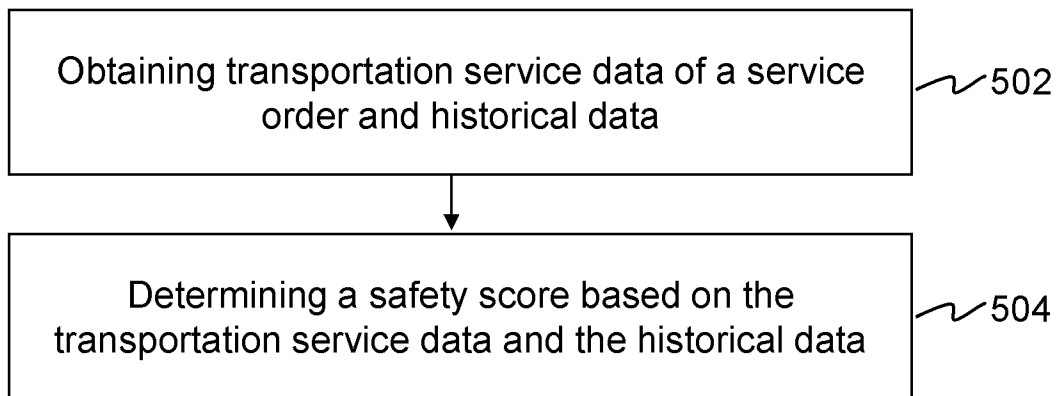 Obtaining transportation service data of a service
order and historical data
502
Determining a safety score based on the
transportation service data and the historical data
504